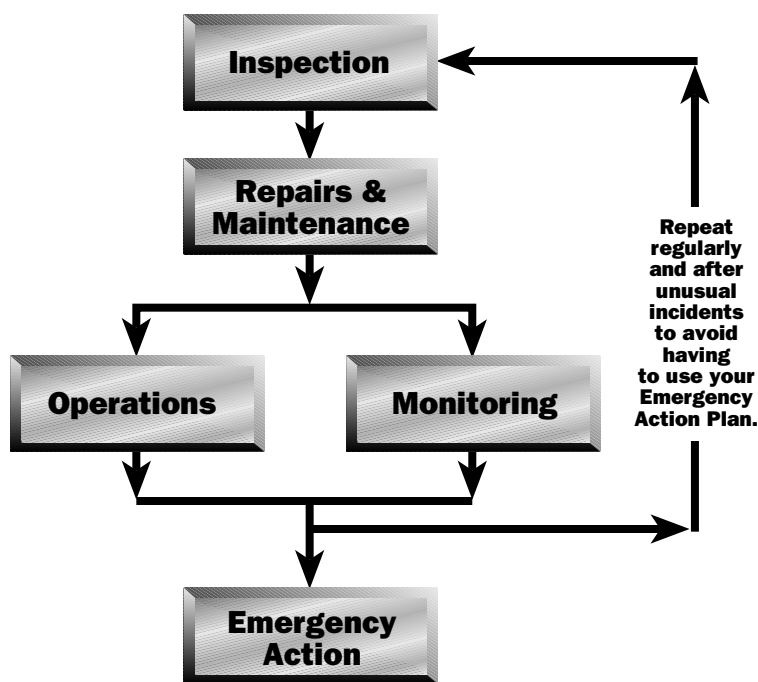 Inspection
Repairs &
Maintenance
Operations
Monitoring
Emergency
Action
Repeat
regularly
and after
unusual
incidents
to avoid
having
to use your
Emergency
Action Plan.